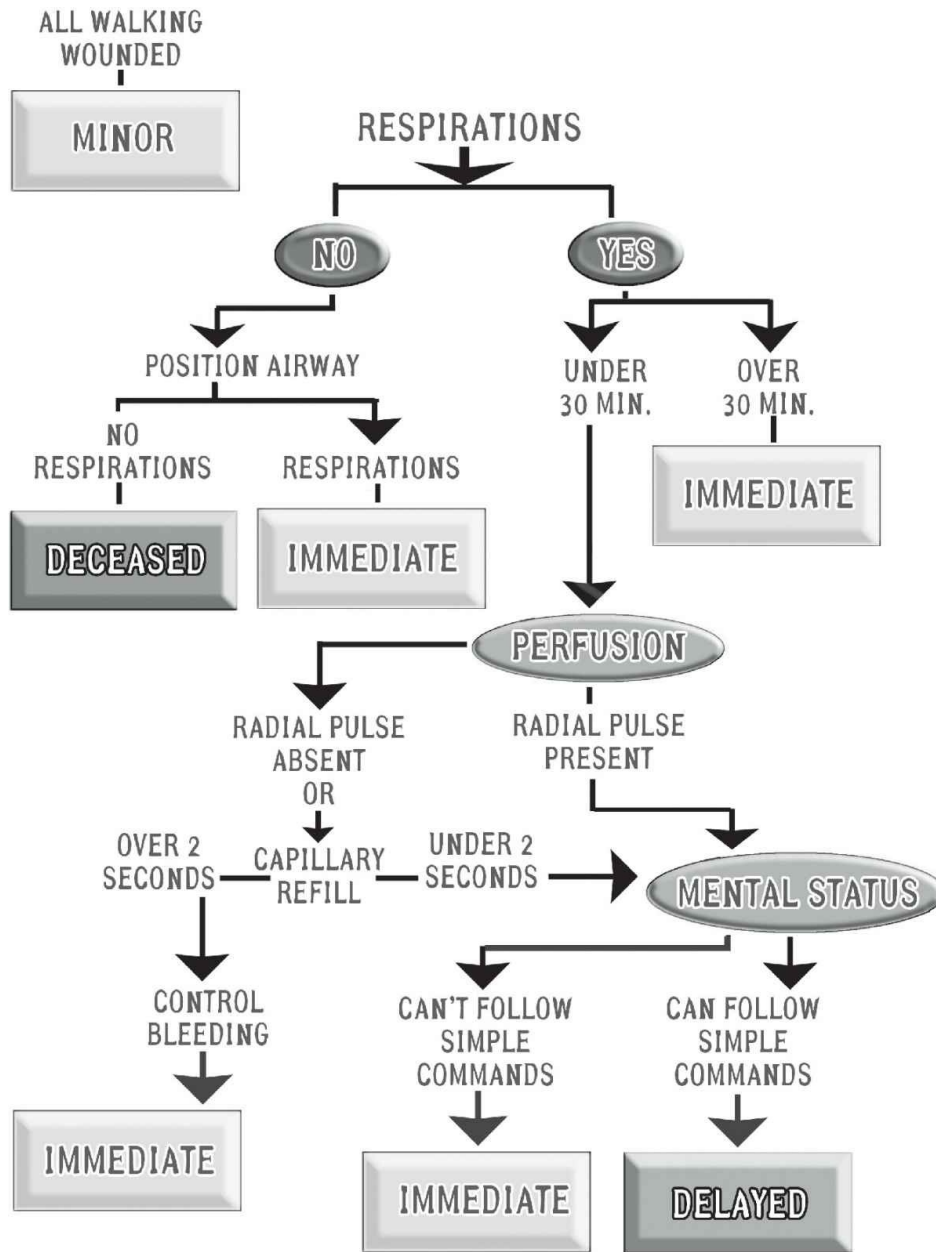 ALL WALKING
WOUNDED
MINOR
RESPIRATIONS
NO
YES
POSITION AIRWAY
UNDER
30 MIN.
OVER
30 MIN.
NO
RESPIRATIONS
RESPIRATIONS
IMMEDIATE
DECEASED
IMMEDIATE
PERFUSION
RADIAL PULSE
ABSENT
OR
RADIAL PULSE
PRESENT
OVER 2
SECONDS
CAPILLARY
REFILL
UNDER 2
SECONDS
MENTAL STATUS
CONTROL
BLEEDING
CAN'T FOLLOW
SIMPLE
COMMANDS
CAN FOLLOW
SIMPLE
COMMANDS
IMMEDIATE
IMMEDIATE
DELAYED